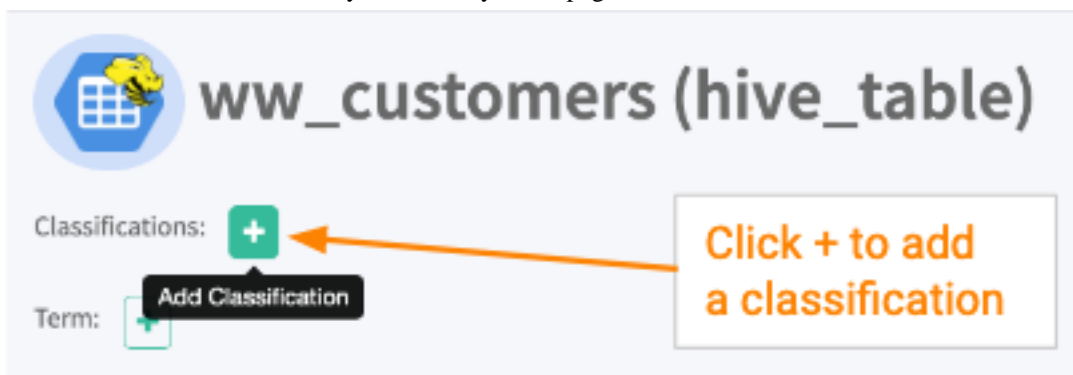 ww_customers (hive_table)
Classifications: +
Click + to add
a classification
Add Classification
Term: +